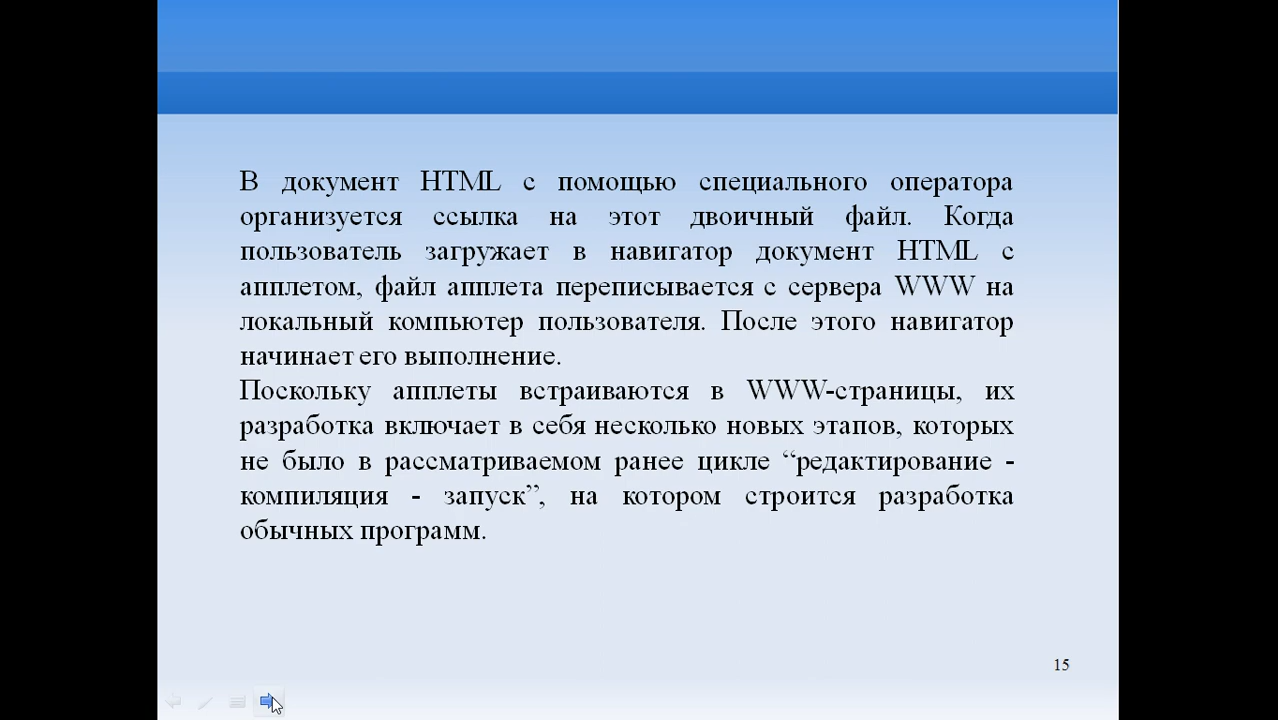 В документ HTML с помощью специального оператора
организуется ссылка на этот двоичный файл. Когда
пользователь загружает в навигатор документ HTML с
апплетом, файл апплета переписывается с сервера WWW на
локальный компьютер пользователя. После этого навигатор
начинает его выполнение.
Поскольку апплеты встраиваются в WWW-страницы, их
разработка включает в себя несколько новых этапов, которых
не было в рассматриваемом ранее цикле “редактирование -
компиляция - запуск”, на котором строится разработка
обычных программ.
15